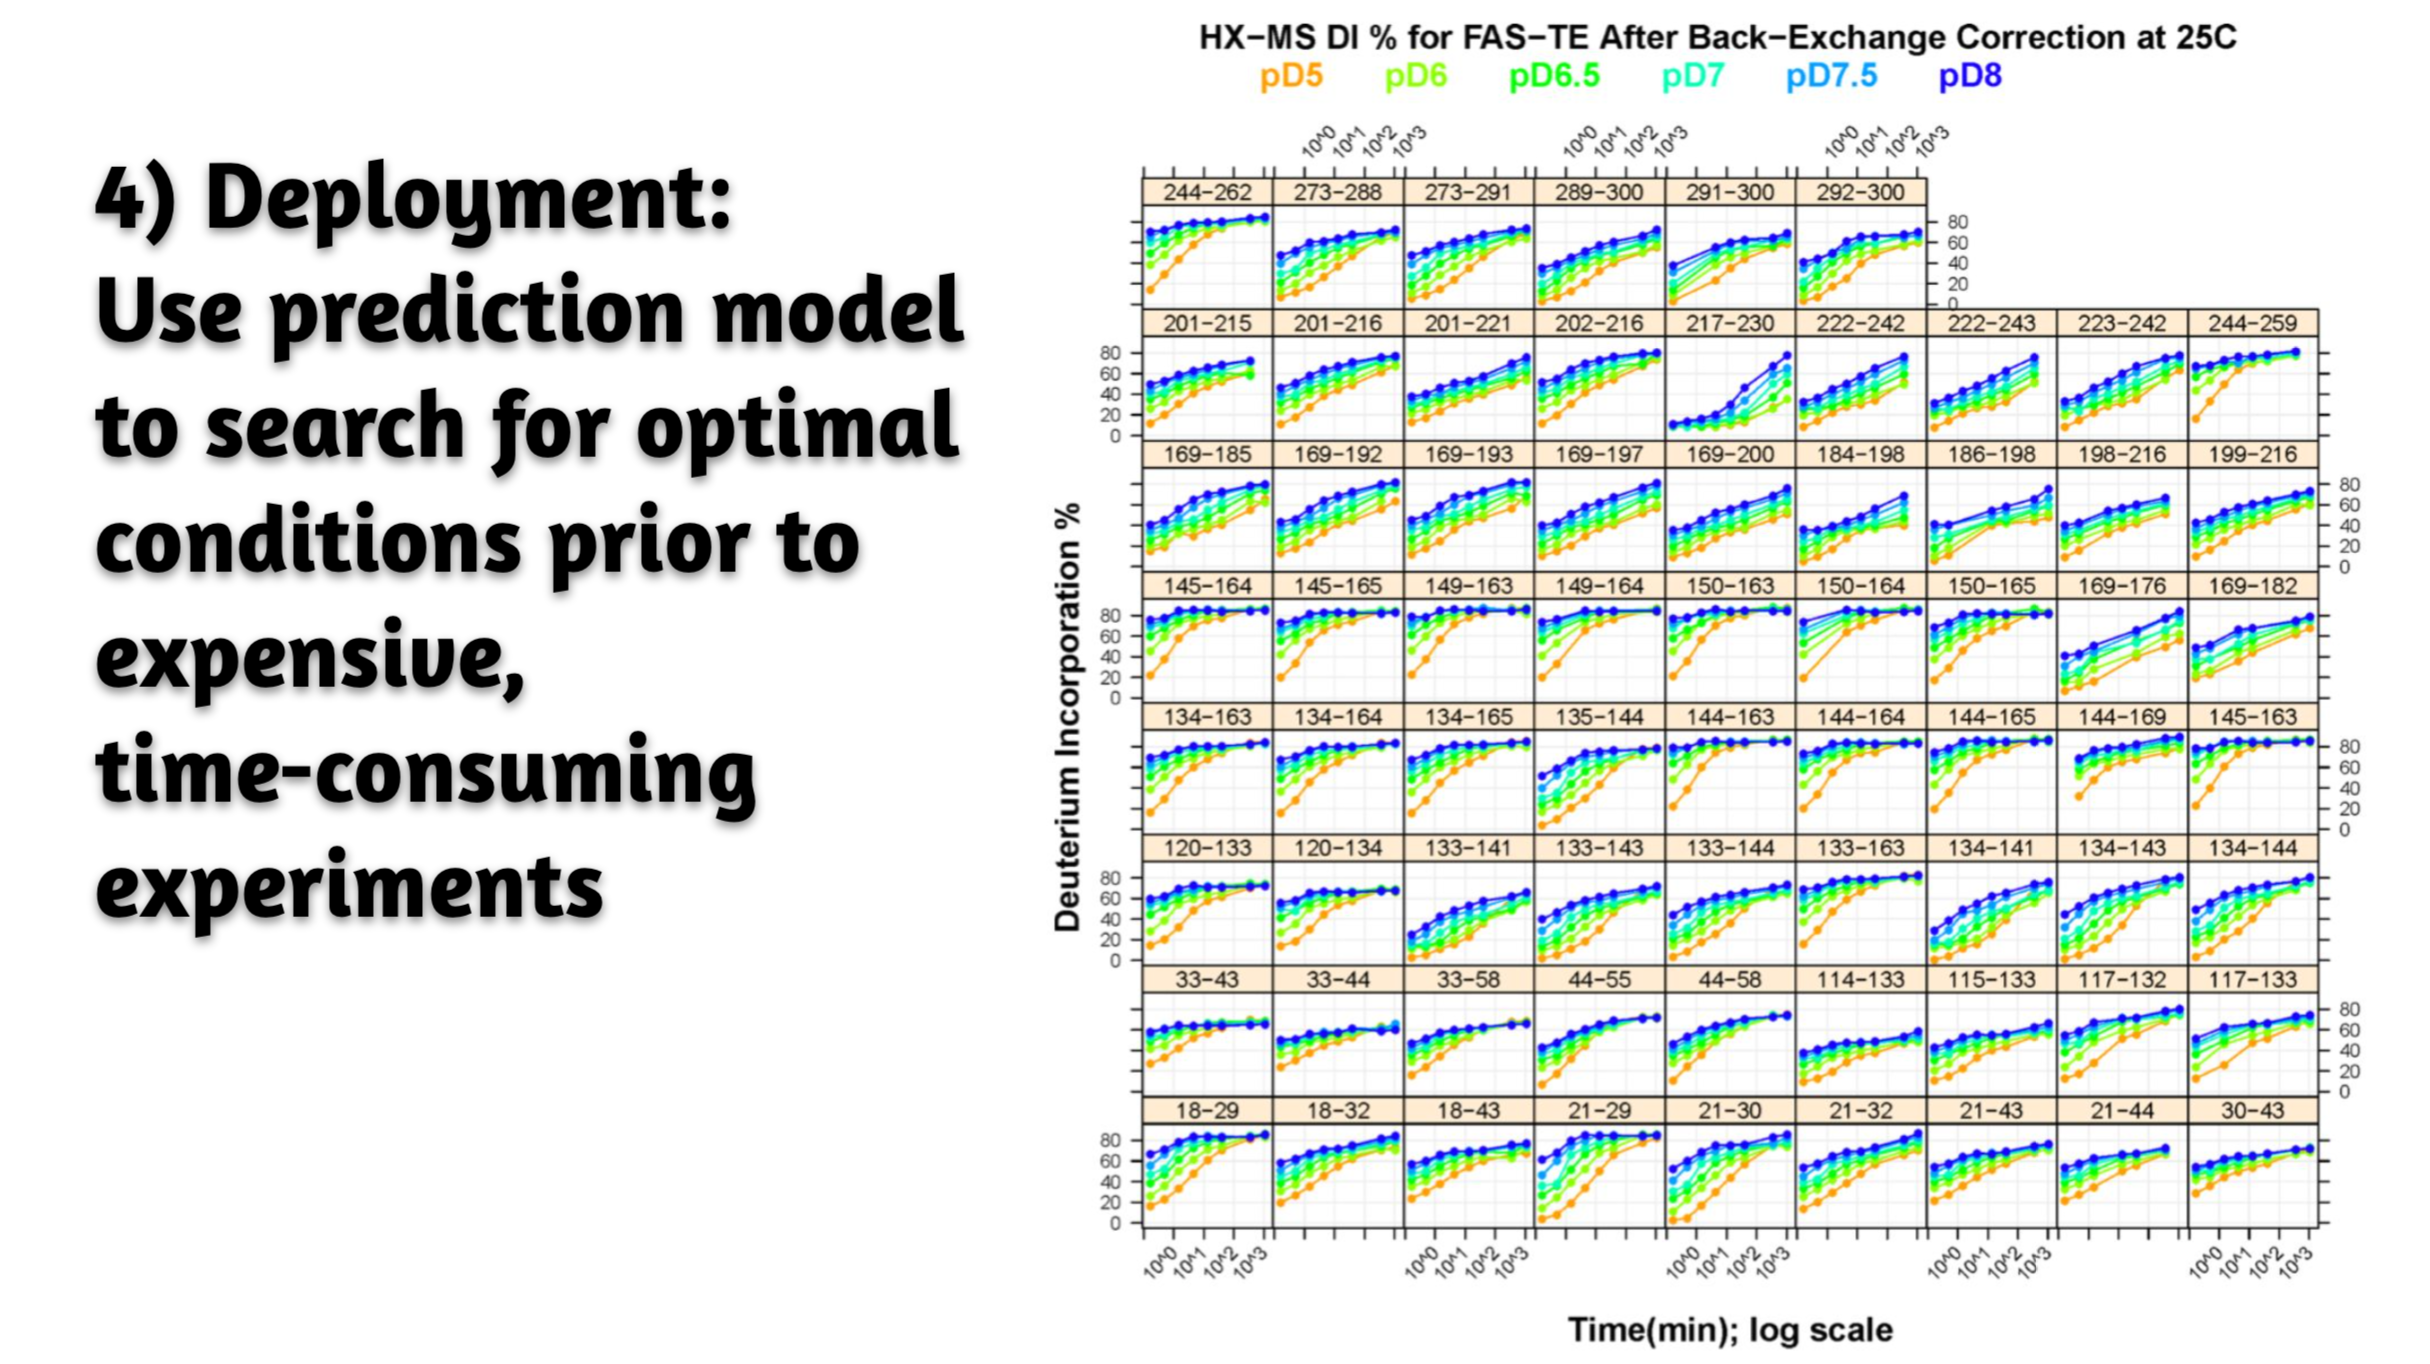 4) Deployment:
Use prediction model
to search for optimal
conditions prior to
expensive,
time-consuming
experiments
HX−MS DI % for FAS−TE After Back−Exchange Correction at 25C
pD5 pD6 pD6.5 pD7 pD7.5 pD8
10^0 10^1 10^2 10^3 10^0 10^1 10^2 10^3 10^0 10^1 10^2 10^3
244−262 273−288 273−291 289−300 291−300 292−300
80
60
40
20
0
201−215 201−216 201−221 202−216 217−230 222−242 222−243 223−242 244−259
80
60
40
20
0
169−185 169−192 169−193 169−197 169−200 184−198 186−198 198−216 199−216
80
60
40
20
0
145−164 145−165 149−163 149−164 150−163 150−164 150−165 169−176 169−182
80
60
40
20
0
134−163 134−164 134−165 135−144 144−163 144−164 144−165 144−169 145−163
80
60
40
20
0
120−133 120−134 133−141 133−143 133−144 133−163 134−141 134−143 134−144
80
60
40
20
0
33−43 33−44 33−58 44−55 44−58 114−133 115−133 117−132 117−133
80
60
40
20
0
18−29 18−32 18−43 21−29 21−30 21−32 21−43 21−44 30−43
80
60
40
20
0
10^0 10^1 10^2 10^3 10^0 10^1 10^2 10^3 10^0 10^1 10^2 10^3 10^0 10^1 10^2 10^3 10^0 10^1 10^2 10^3
Deuterium Incorporation %
Time(min); log scale